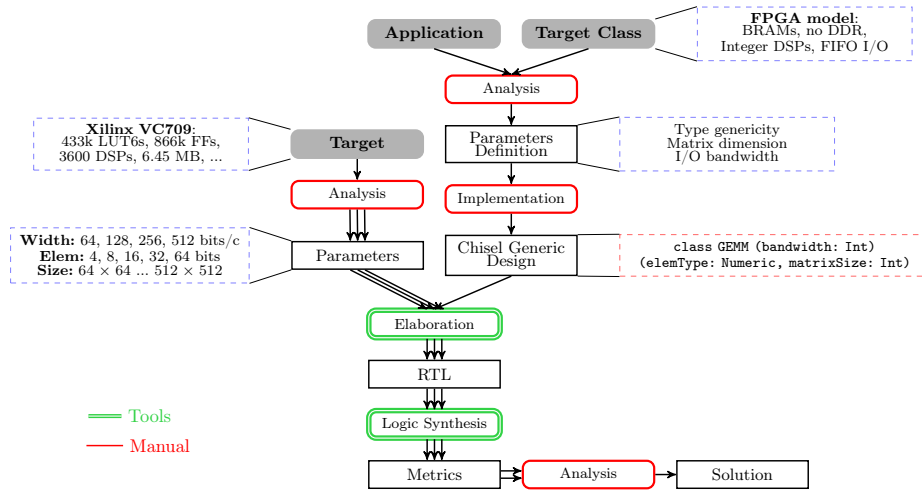 Application
Target Class
FPGA model:
BRAMs, no DDR,
Integer DSPs, FIFO I/O
Analysis
Xilinx VC709:
433k LUT6s, 866k FFs,
3600 DSPs, 6.45 MB, ...
Target
Parameters
Definition
Type genericity
Matrix dimension
I/O bandwidth
Analysis
Implementation
Width: 64, 128, 256, 512 bits/c
Elem: 4, 8, 16, 32, 64 bits
Size: 64 × 64 ... 512 × 512
Parameters
Chisel Generic
Design
class GEMM (bandwidth: Int)
(elemType: Numeric, matrixSize: Int)
Elaboration
RTL
Tools
Logic Synthesis
Manual
Metrics
Analysis
Solution